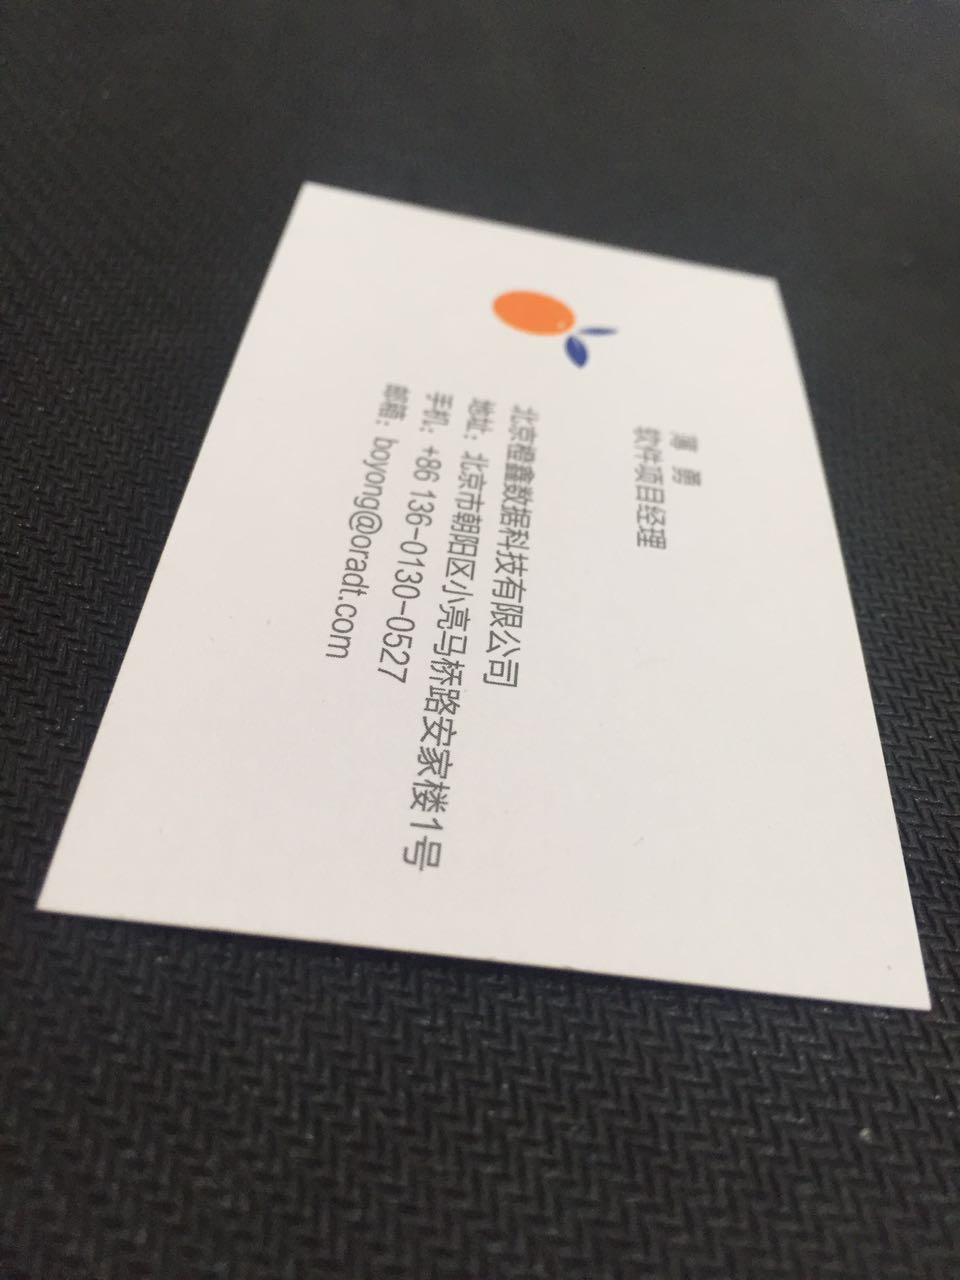 薄 勇
软件项目经理
北京橙鑫数据科技有限公司
地址：北京市朝阳区小亮马桥路安家楼1号
手机：+86 136-0130-0527
邮箱：boyong@oradt.com